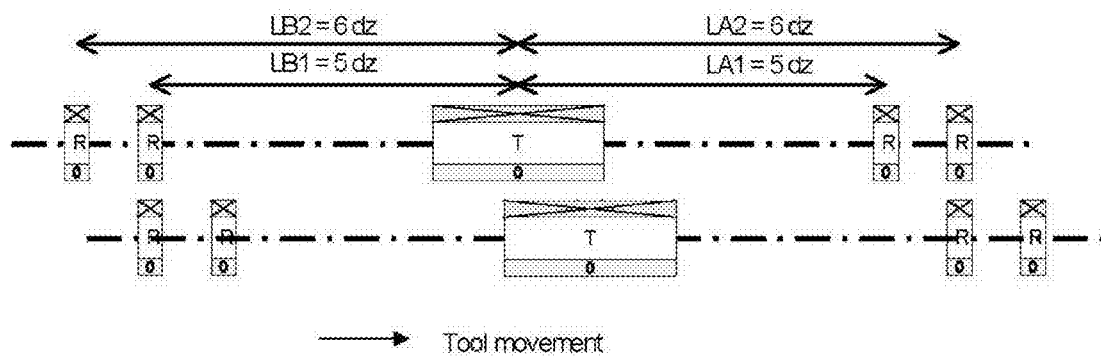 LB2 = 6 dz LA2 = 6 dz
LB1 = 5 dz LA1 = 5 dz
R R T R R
0 0 0 0 0
R R T R R
0 0 0 0 0
Tool movement